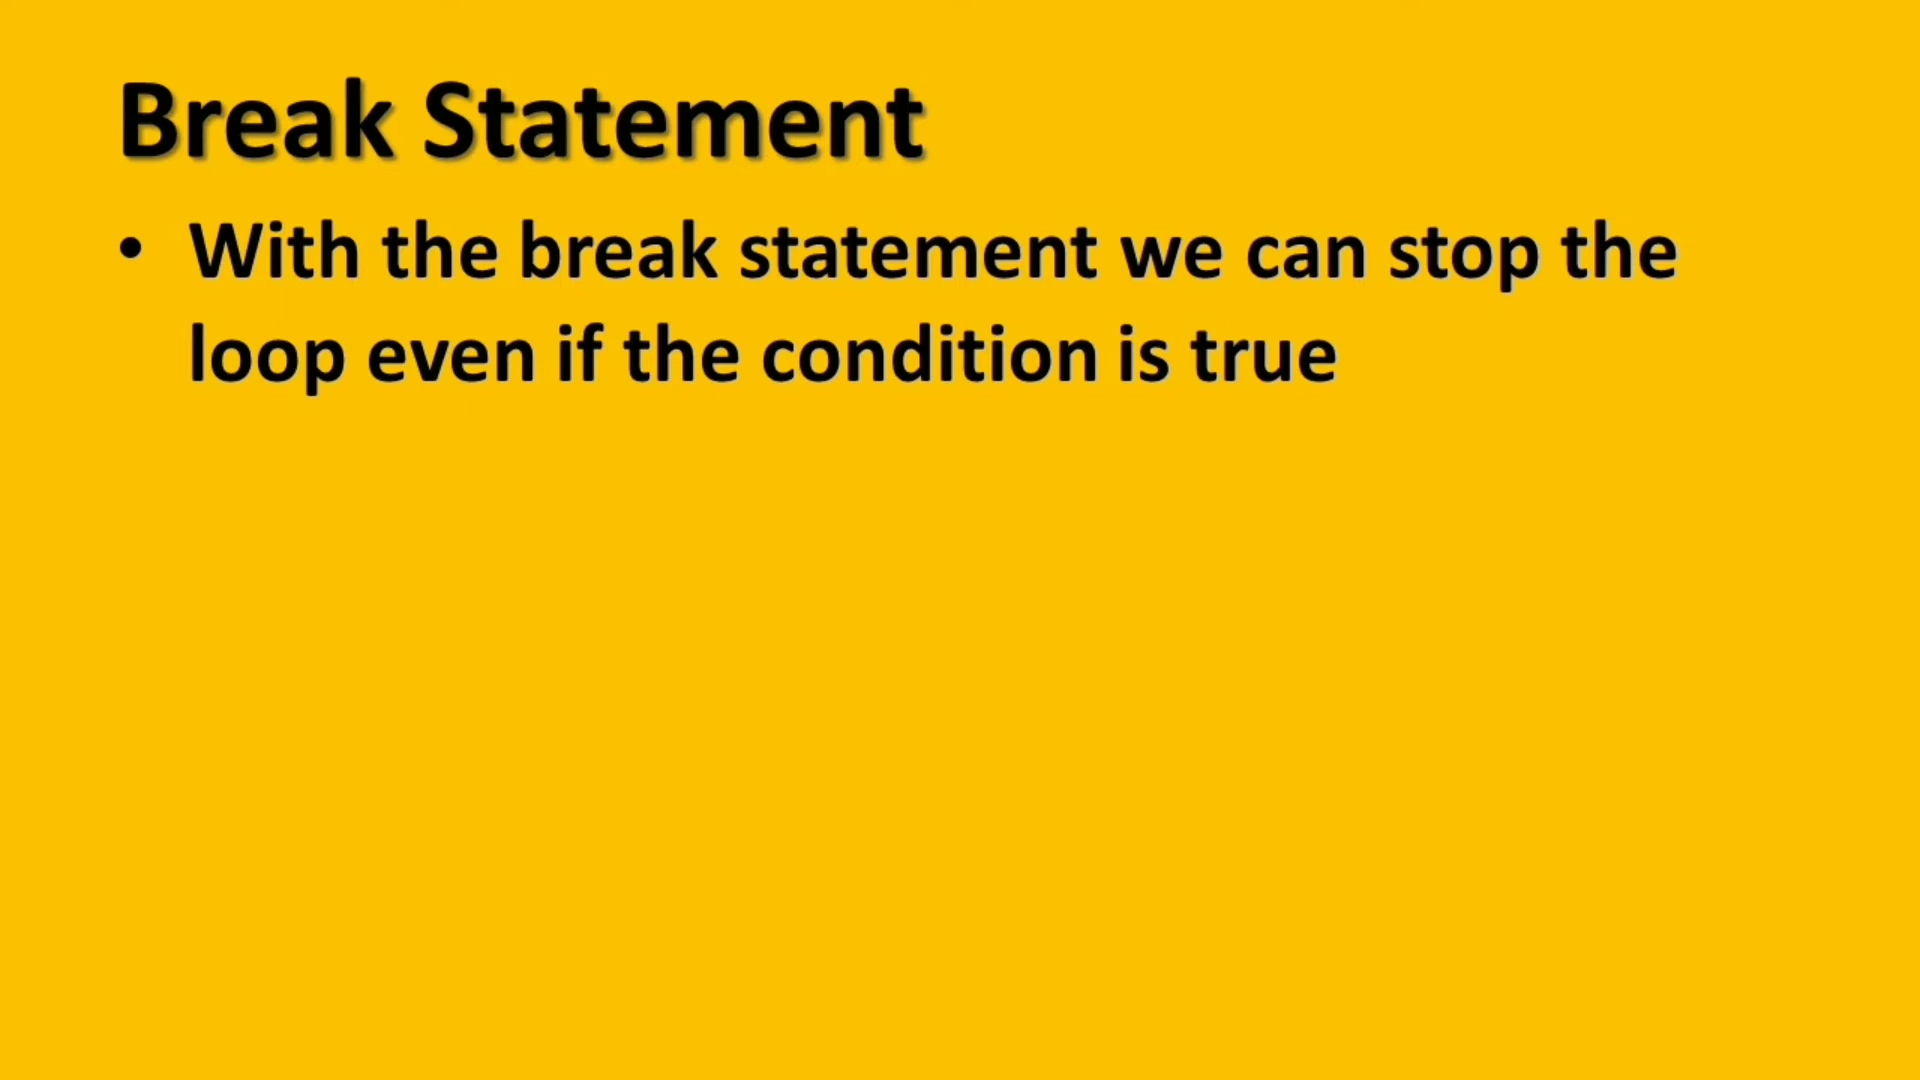 Break Statement
• With the break statement we can stop the
loop even if the condition is true